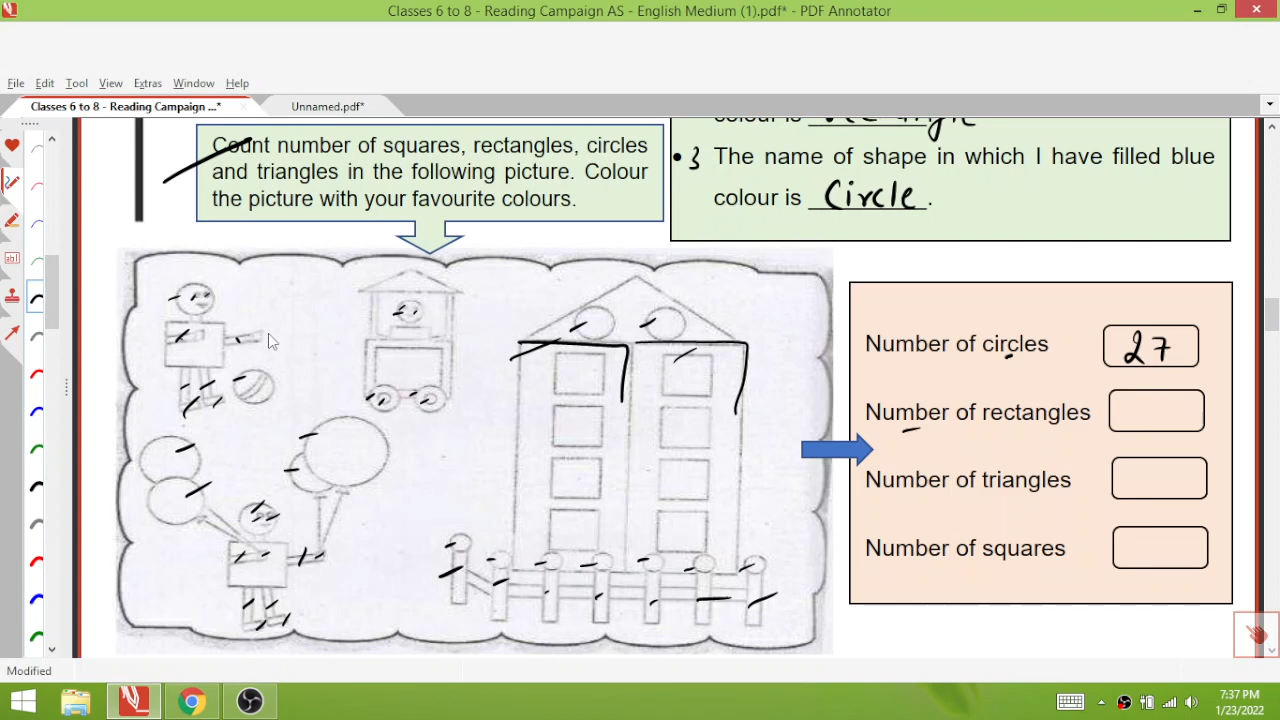 Classes 6 to 8 - Reading Campaign AS - English Medium (1).pdf* - PDF Annotator
File Edit Tool View Extras Window Help
Classes 6 to 8 - Reading Campaign ...* Unnamed.pdf*
Count number of squares, rectangles, circles
and triangles in the following picture. Colour
the picture with your favourite colours.
colour is
• 3 The name of shape in which I have filled blue
colour is Circle.
Number of circles 27
Number of rectangles
Number of triangles
Number of squares
Modified
7:37 PM
1/23/2022